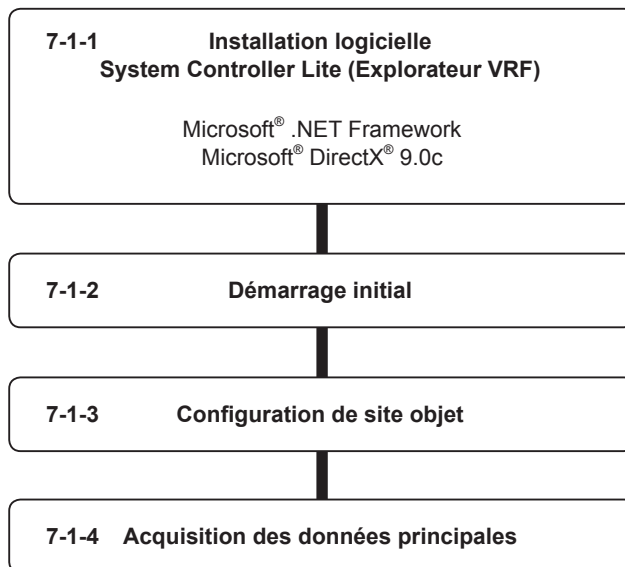 7-1-1 Installation logicielle
System Controller Lite (Explorateur VRF)
Microsoft® .NET Framework
Microsoft® DirectX® 9.0c
7-1-2 Démarrage initial
7-1-3 Configuration de site objet
7-1-4 Acquisition des données principales